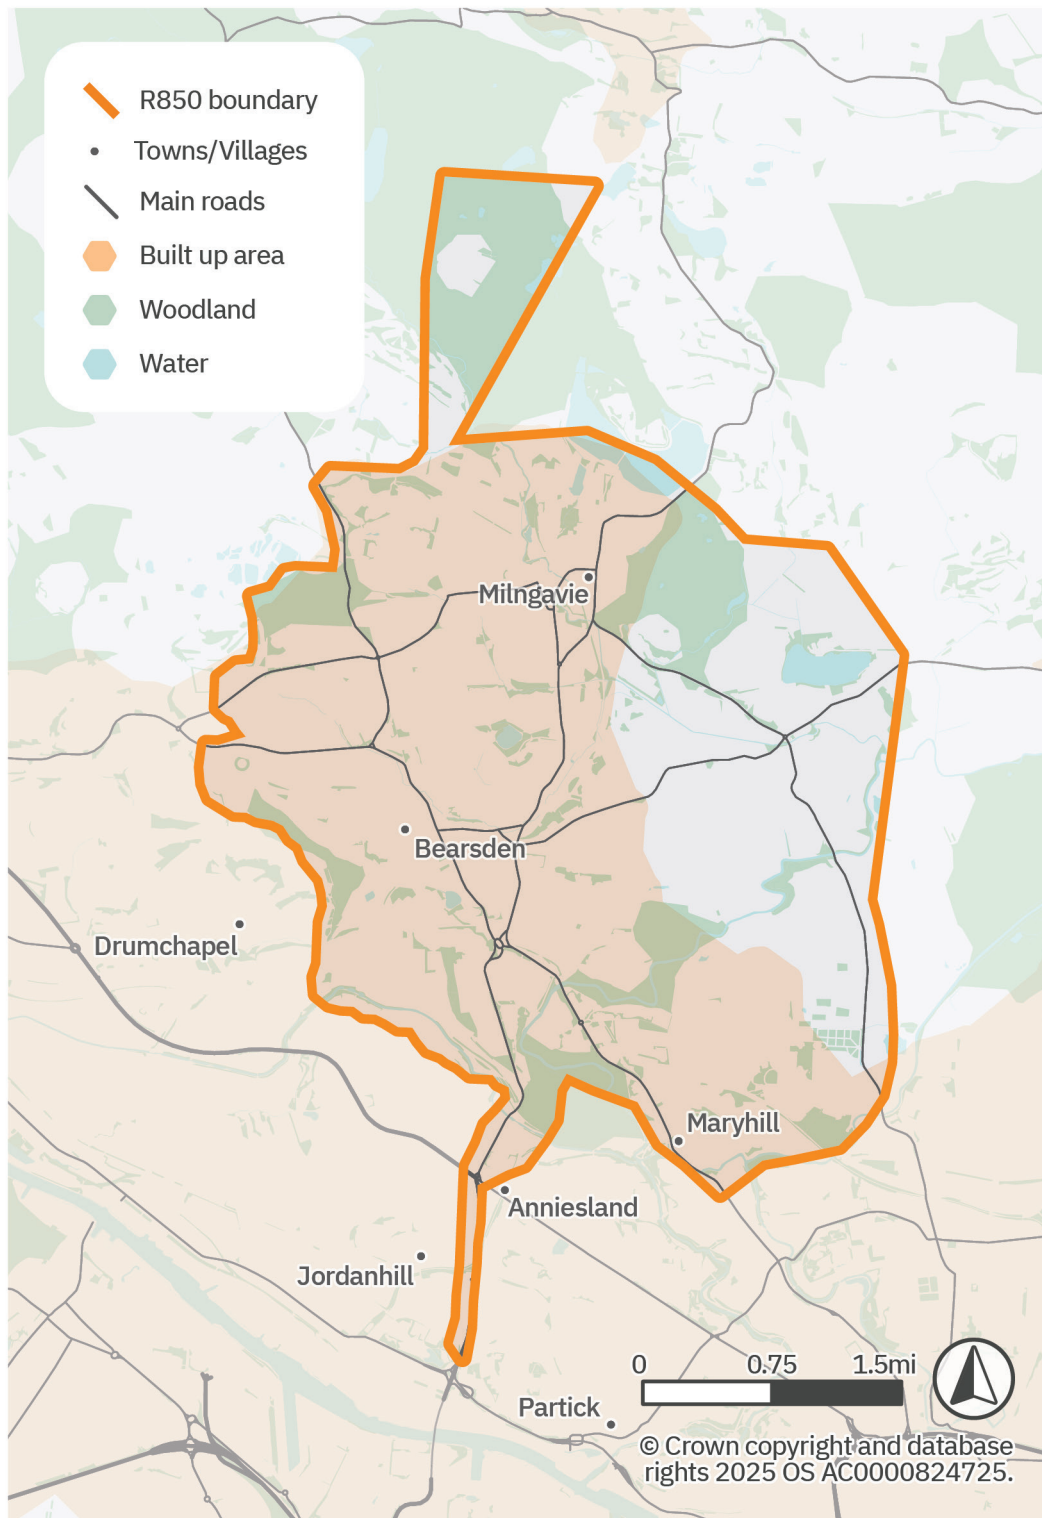 R850 boundary
Towns/Villages
Main roads
Built up area
Woodland
Water
Milngavie
Bearsden
Drumchapel
Maryhill
Anniesland
Jordanhill
0 0.75 1.5mi
Partick
© Crown copyright and database
rights 2025 OS AC0000824725.